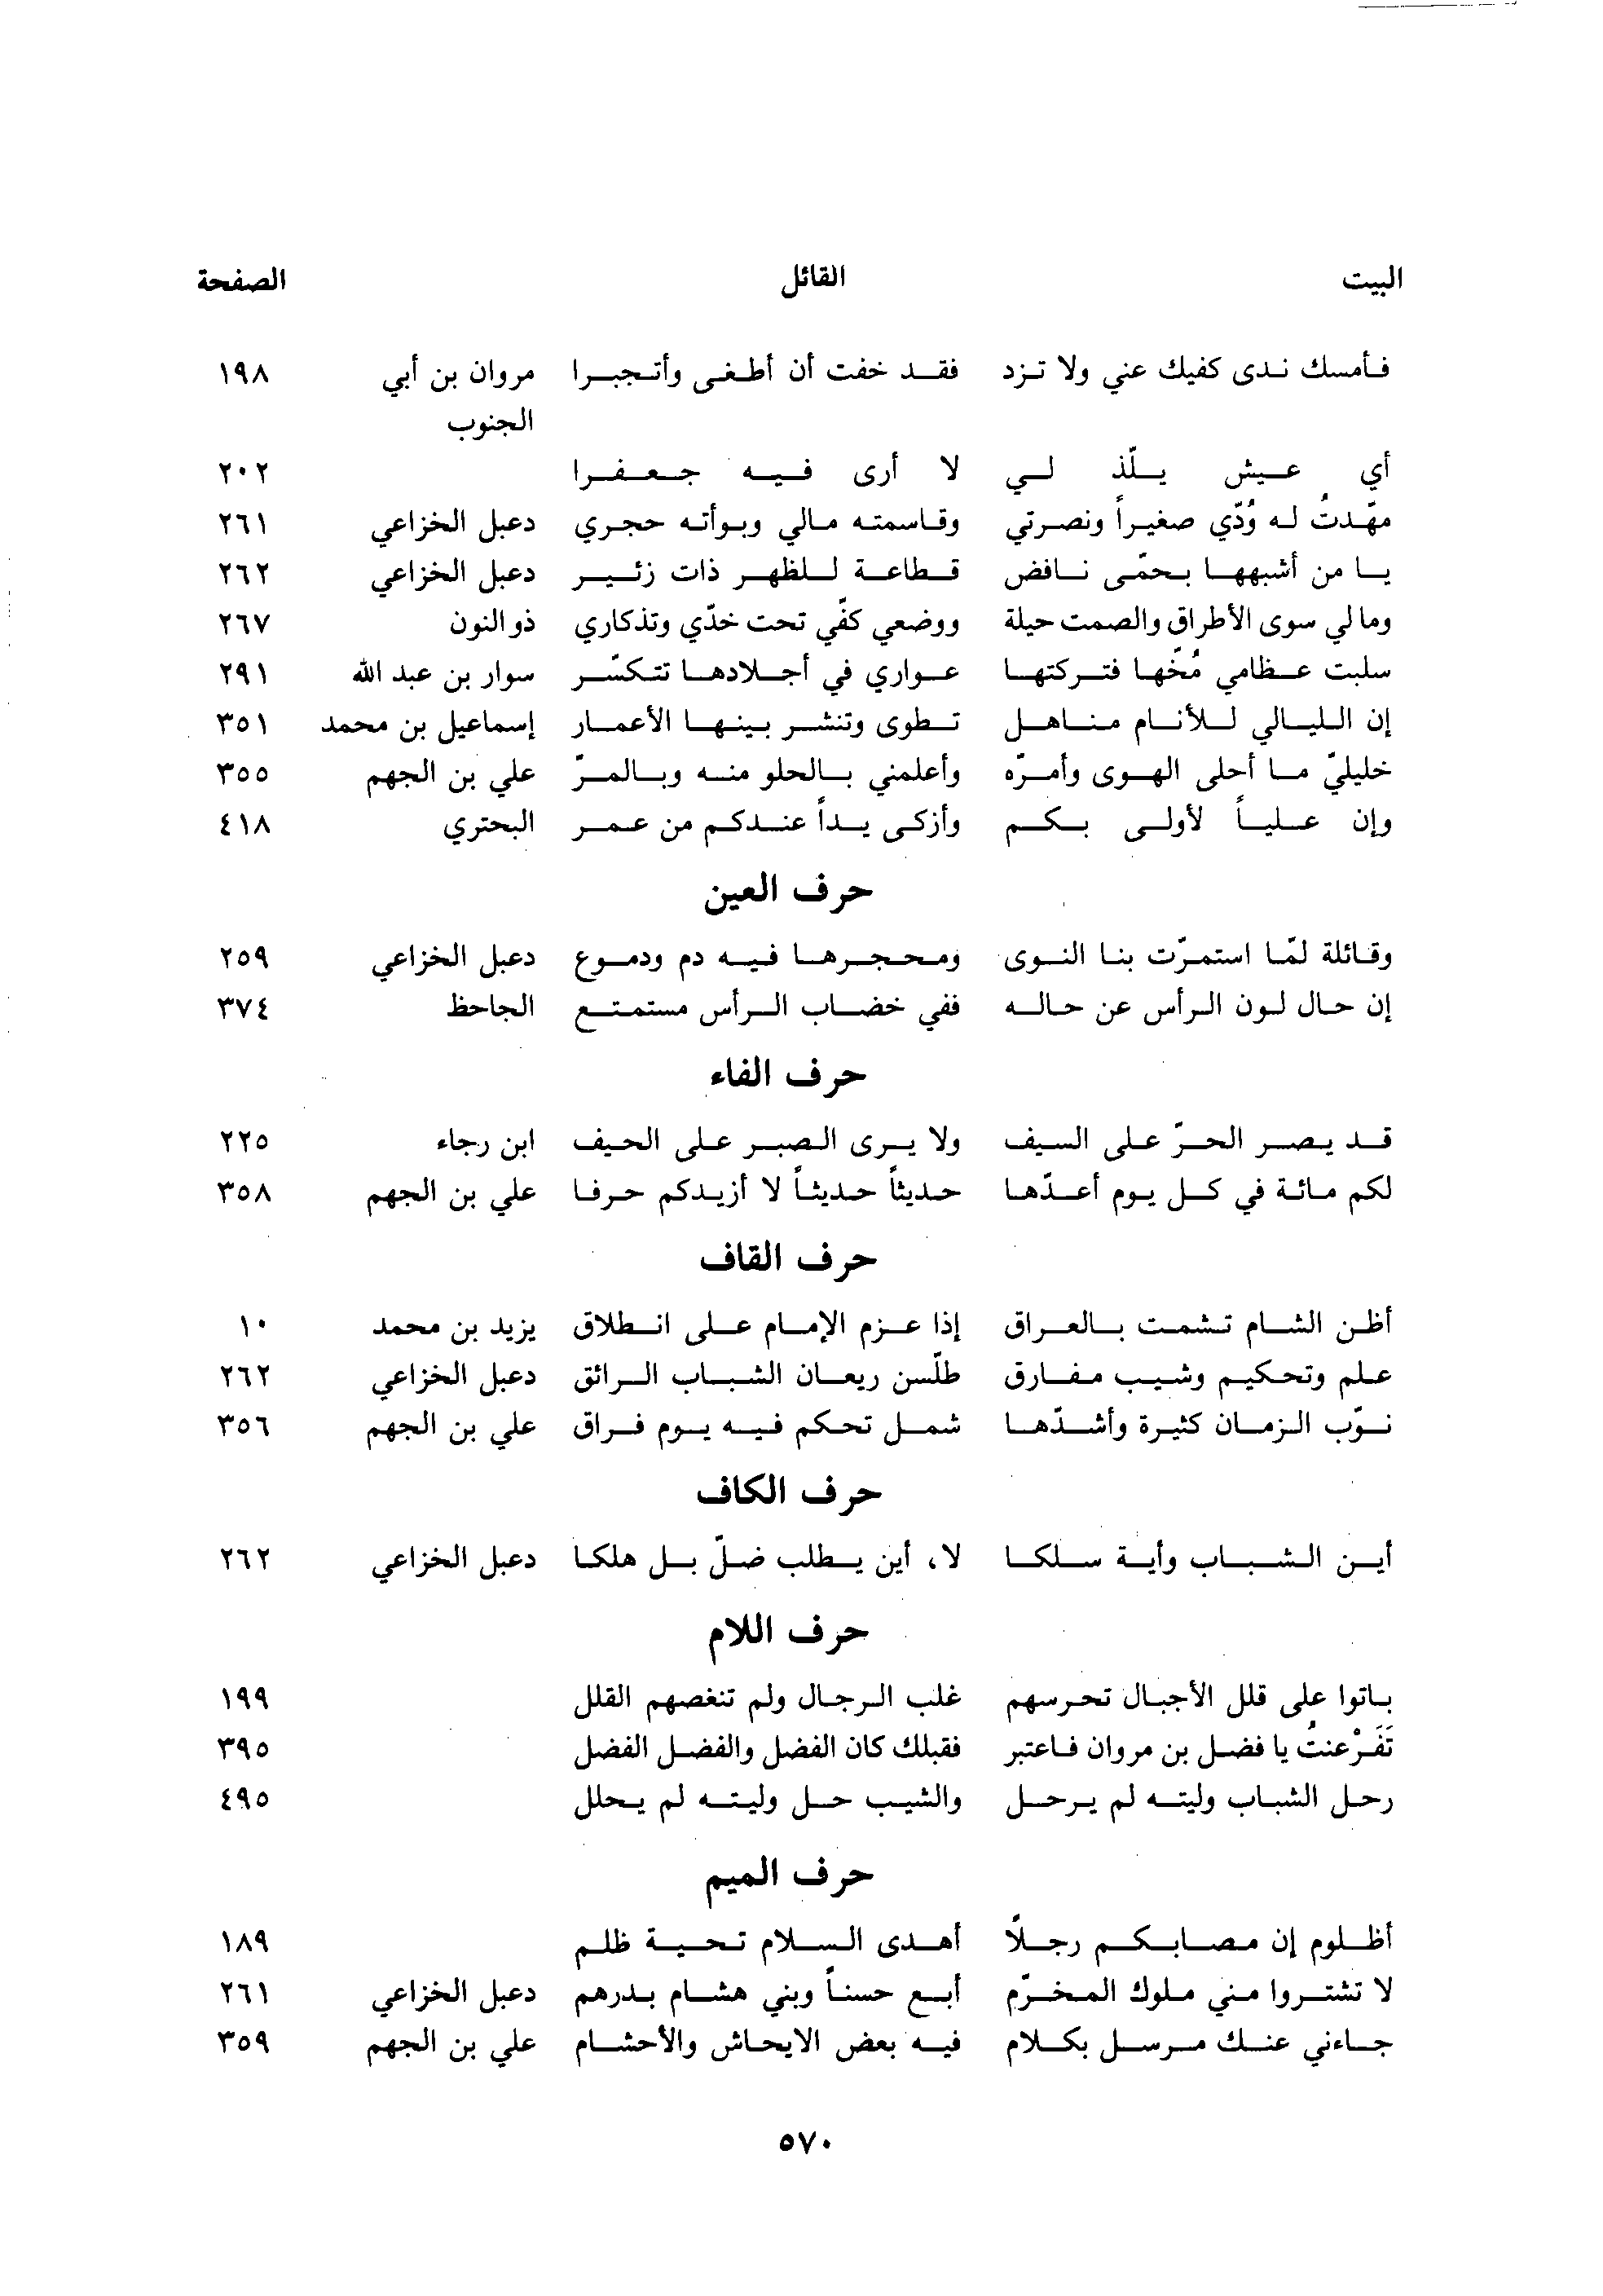 البيت القائل الصفحة
فأمسك ندى كفيك عني ولا تزد فقد خفت أن أطغى وأتجبرا مروان بن أبي ١٩٨
الجنوب
أي عيش يلّذ لي لا أرى فيه جعفرا ٢٠٢
مهّدتُ له وُدّي صغيراً ونصرتي وقاسمته مالي وبوأته حجري دعبل الخزاعي ٢٦١
يا من أشبهها بحمّى نافض قطاعة للظهر ذات زئير دعبل الخزاعي ٢٦٢
وما لي سوى الأطراق والصمت حيلة ووضعي كفّي تحت خدّي وتذكاري ذو النون ٢٦٧
سلبت عظامي مُخّها فتركتها عواري في أجلادها تتكسّر سوار بن عبد الله ٢٩١
إن الليالي للأنام مناهل تطوى وتنشر بينها الأعمار إسماعيل بن محمد ٣٥١
خليليّ ما أحلى الهوى وأمرّه وأعلمني بالحلو منه وبالمرّ علي بن الجهم ٣٥٥
وإن علياً لأولى بكم وأزكى يداً عندكم من عمر البحتري ٤١٨
حرف العين
وقائلة لمّا استمرّت بنا النوى ومحجرها فيه دم ودموع دعبل الخزاعي ٢٥٩
إن حال لون الرأس عن حاله ففي خضاب الرأس مستمتع الجاحظ ٣٧٤
حرف الفاء
قد يصر الحرّ على السيف ولا يرى الصبر على الحيف ابن رجاء ٢٢٥
لكم مائة في كل يوم أعدّها حديثاً حديثاً لا أزيدكم حرفا علي بن الجهم ٣٥٨
حرف القاف
أظن الشام تشمت بالعراق إذا عزم الإمام على انطلاق يزيد بن محمد ١٠
علم وتحكيم وشيب مفارق طلّسن ريعان الشباب الرائق دعبل الخزاعي ٢٦٢
نوّب الزمان كثيرة وأشدّها شمل تحكم فيه يوم فراق علي بن الجهم ٣٥٦
حرف الكاف
أين الشباب وأية سلكا لا، أين يطلب ضلّ بل هلكا دعبل الخزاعي ٢٦٢
حرف اللام
باتوا على قلل الأجبال تحرسهم غلب الرجال ولم تنغصهم القلل ١٩٩
تَفَرْعنتُ يا فضل بن مروان فاعتبر فقبلك كان الفضل والفضل الفضل ٣٩٥
رحل الشباب وليته لم يرحل والشيب حل وليته لم يحلل ٤٩٥
حرف الميم
أظلوم إن مصابكم رجلاً أهدى السلام تحية ظلم ١٨٩
لا تشتروا مني ملوك المخرّم أبع حسناً وبني هشام بدرهم دعبل الخزاعي ٢٦١
جاءني عنك مرسل بكلام فيه بعض الايحاش والأحشام علي بن الجهم ٣٥٩
٥٧٠